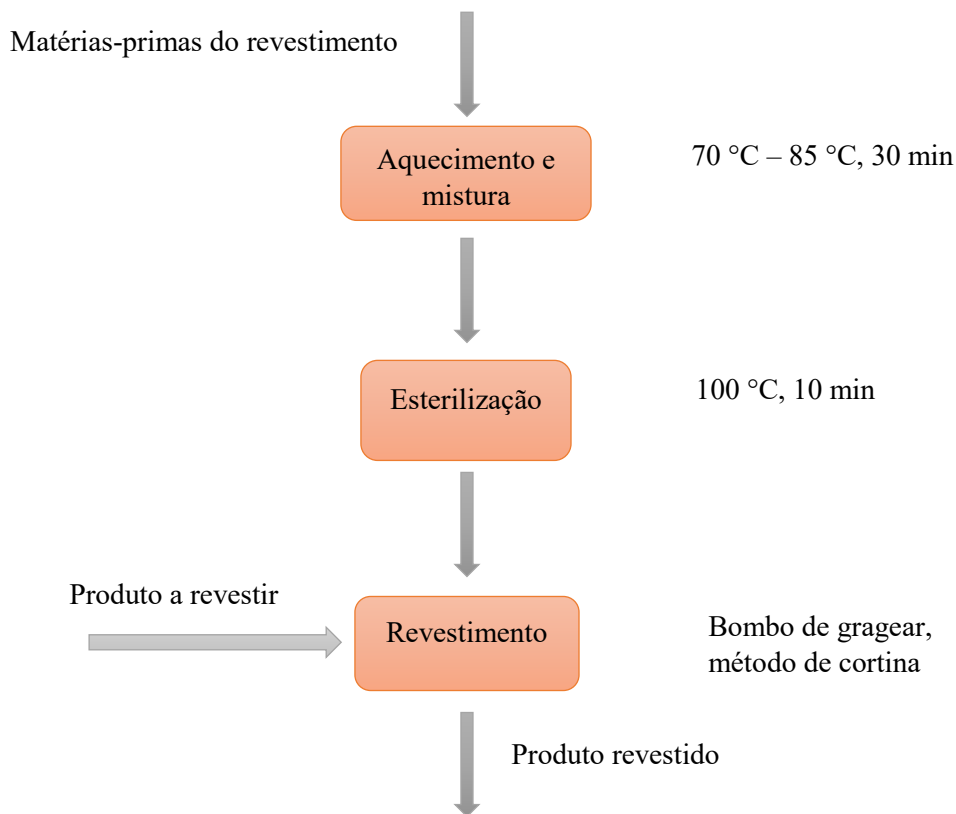 Matérias-primas do revestimento
Aquecimento e
mistura
70 °C – 85 °C, 30 min
Esterilização
100 °C, 10 min
Produto a revestir
Revestimento
Bombo de gragear,
método de cortina
Produto revestido